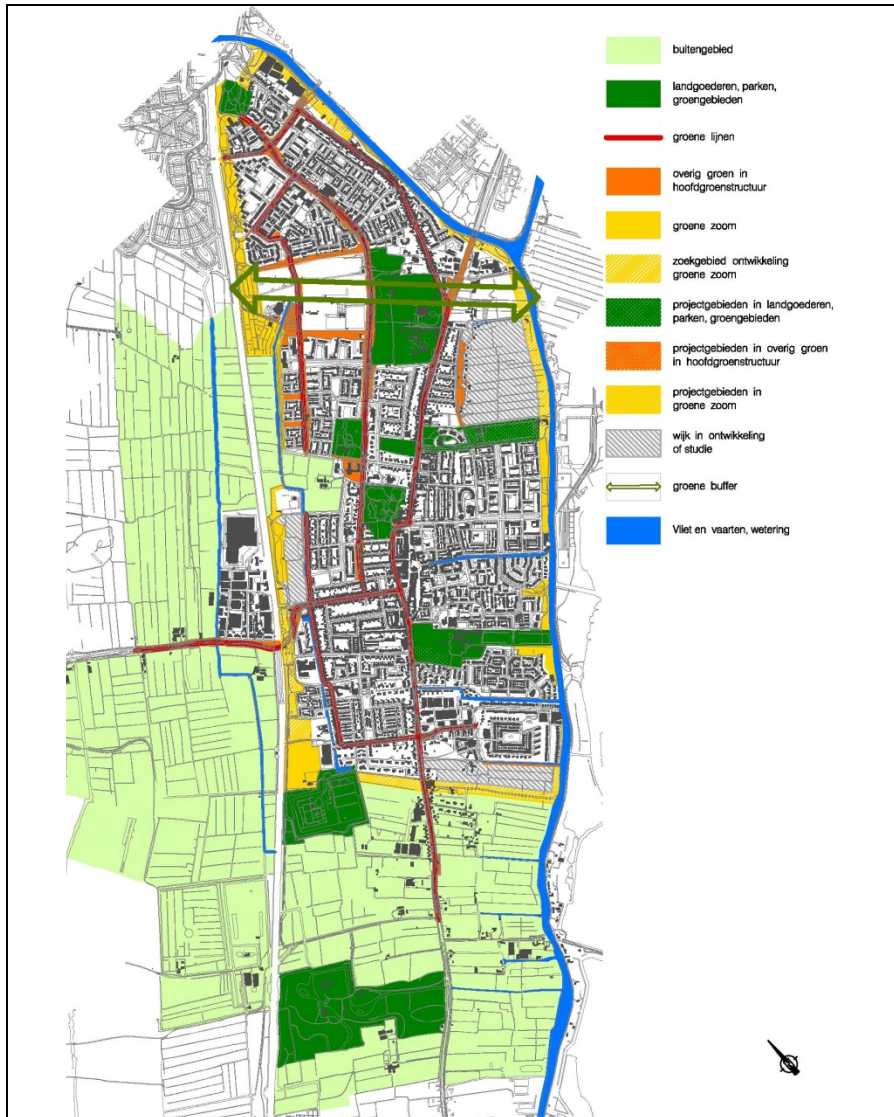 buitengebied
landgoederen, parken,
groengebieden
groene lijnen
overig groen in
hoofdgroenstructuur
groene zoom
zoekgebied ontwikkeling
groene zoom
projectgebieden in landgoederen,
parken, groengebieden
projectgebieden in overig groen
in hoofdgroenstructuur
projectgebieden in
groene zoom
wijk in ontwikkeling
of studie
groene buffer
Vliet en vaarten, wetering